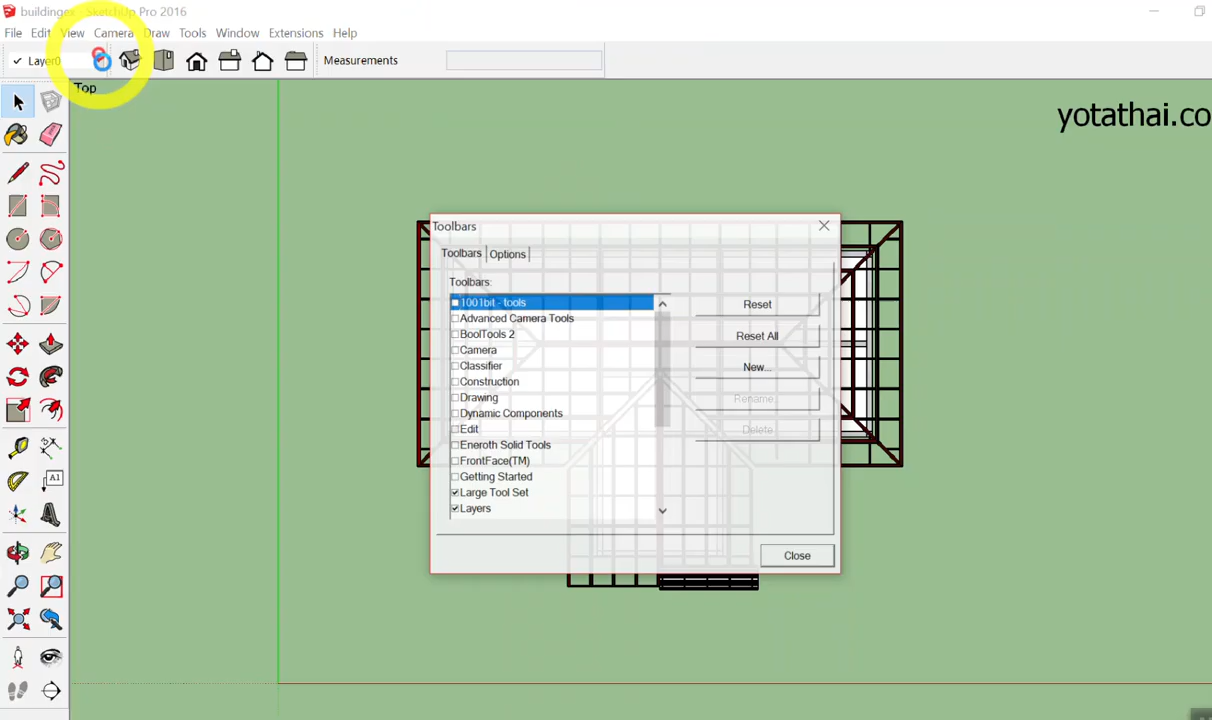 buildingex - SketchUp Pro 2016
File Edit View Camera Draw Tools Window Extensions Help
Layer0
Measurements
Top
yotathai.co
Toolbars
Toolbars Options
Toolbars:
1001bit - tools
Advanced Camera Tools
BoolTools 2
Camera
Classifier
Construction
Drawing
Dynamic Components
Edit
Eneroth Solid Tools
FrontFace(TM)
Getting Started
Large Tool Set
Layers
Reset
Reset All
New...
Rename...
Delete
Close
A1